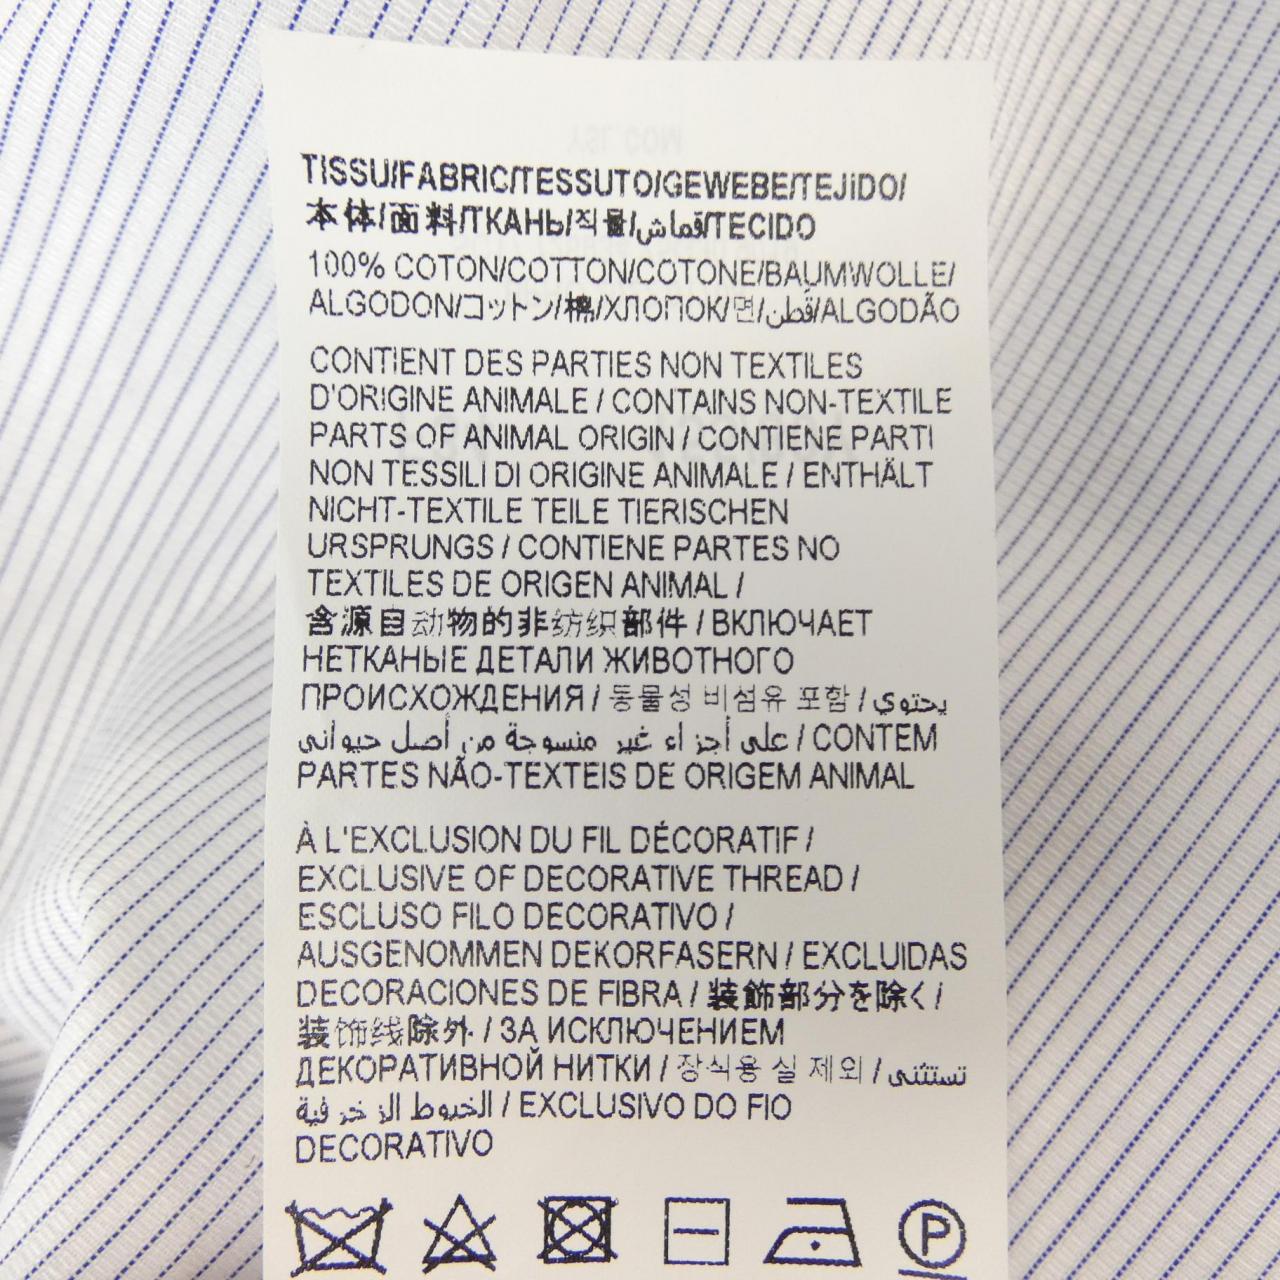 TISSU/FABRIC/TESSUTO/GEWEBE/TEJIDO/
本体/面料/ТКАНЬ/직물/قماش/TECIDO
100% COTON/COTTON/COTONE/BAUMWOLLE/
ALGODON/コットン/棉/ХЛОПОК/면/قطن/ALGODÃO
CONTIENT DES PARTIES NON TEXTILES
D'ORIGINE ANIMALE / CONTAINS NON-TEXTILE
PARTS OF ANIMAL ORIGIN / CONTIENE PARTI
NON TESSILI DI ORIGINE ANIMALE / ENTHÄLT
NICHT-TEXTILE TEILE TIERISCHEN
URSPRUNGS / CONTIENE PARTES NO
TEXTILES DE ORIGEN ANIMAL /
含源自动物的非纺织部件 / ВКЛЮЧАЕТ
НЕТКАНЫЕ ДЕТАЛИ ЖИВОТНОГО
ПРОИСХОЖДЕНИЯ / 동물성 비섬유 포함 / يحتوي
على أجزاء غير منسوجة من أصل حيواني / CONTEM
PARTES NÃO-TEXTEIS DE ORIGEM ANIMAL
À L'EXCLUSION DU FIL DÉCORATIF /
EXCLUSIVE OF DECORATIVE THREAD /
ESCLUSO FILO DECORATIVO /
AUSGENOMMEN DEKORFASERN / EXCLUIDAS
DECORACIONES DE FIBRA / 装飾部分を除く /
装饰线除外 / ЗА ИСКЛЮЧЕНИЕМ
ДЕКОРАТИВНОЙ НИТКИ / 장식용 실 제외 / تستثنى
الخيوط الزخرفية / EXCLUSIVO DO FIO
DECORATIVO
P